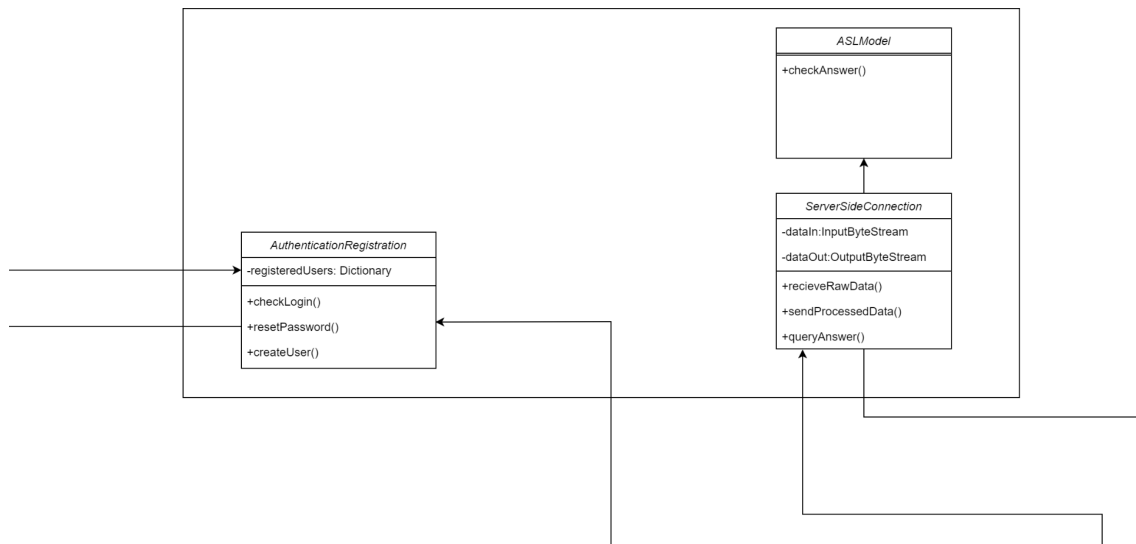 ASLModel
+checkAnswer()
ServerSideConnection
-dataIn:InputByteStream
-dataOut:OutputByteStream
+recieveRawData()
+sendProcessedData()
+queryAnswer()
AuthenticationRegistration
-registeredUsers: Dictionary
+checkLogin()
+resetPassword()
+createUser()